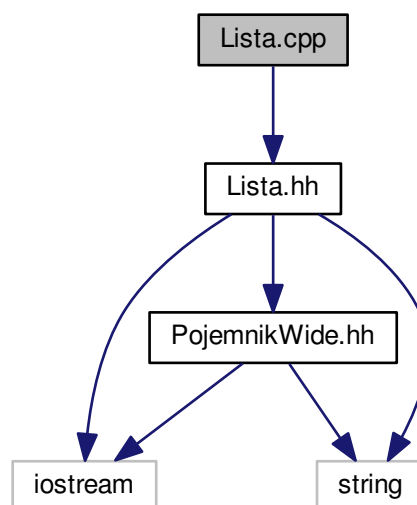 Lista.cpp
Lista.hh
PojemnikWide.hh
iostream
string